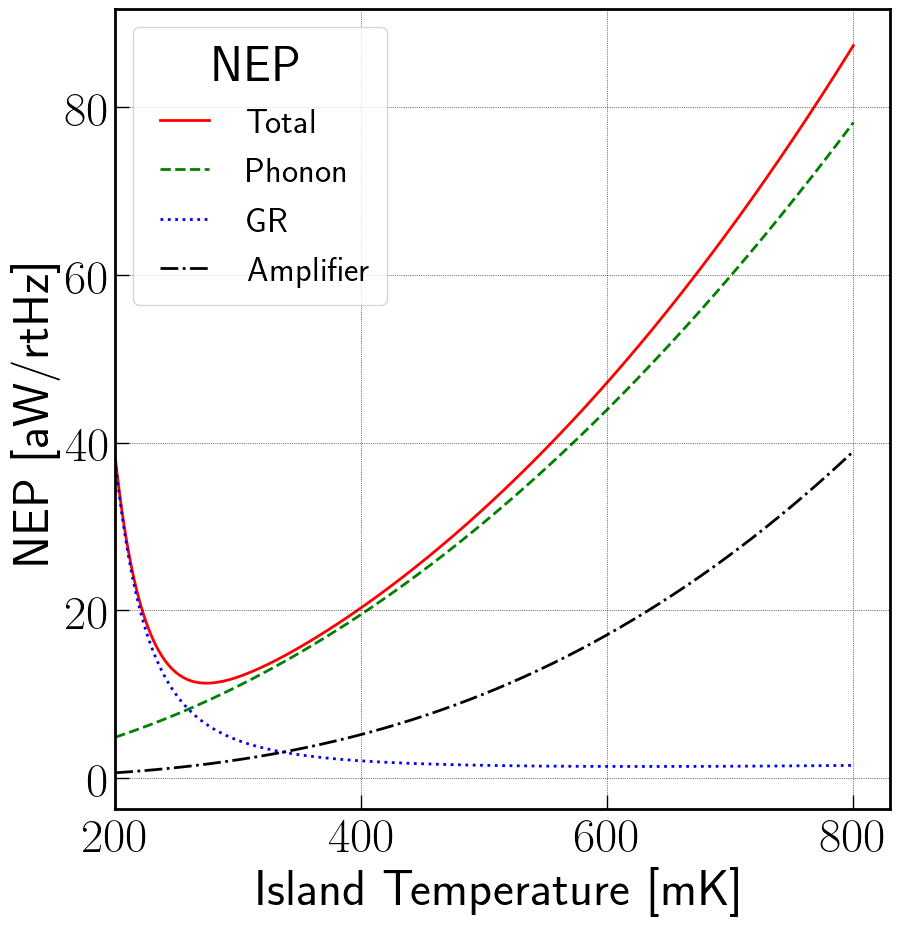 NEP
Total
Phonon
GR
Amplifier
NEP [aW/rtHz]
80
60
40
20
0
200 400 600 800
Island Temperature [mK]